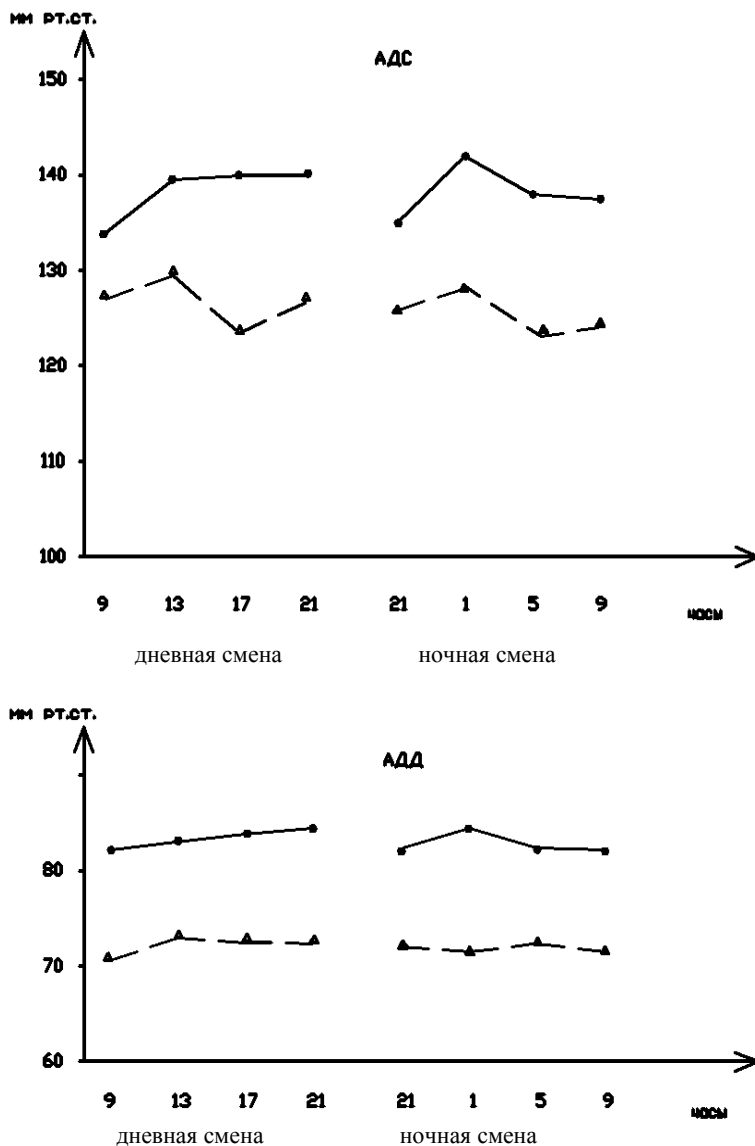 мм рт.ст.
АДС
150
140
130
120
110
100
9 13 17 21 21 1 5 9 часы
дневная смена ночная смена
мм рт.ст.
АДД
80
70
60
9 13 17 21 21 1 5 9 часы
дневная смена ночная смена